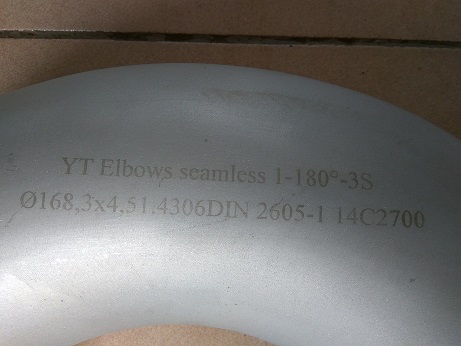 YT Elbows seamless 1-180°-3S
Ø168,3x4,51.4306DIN 2605-1 14C2700